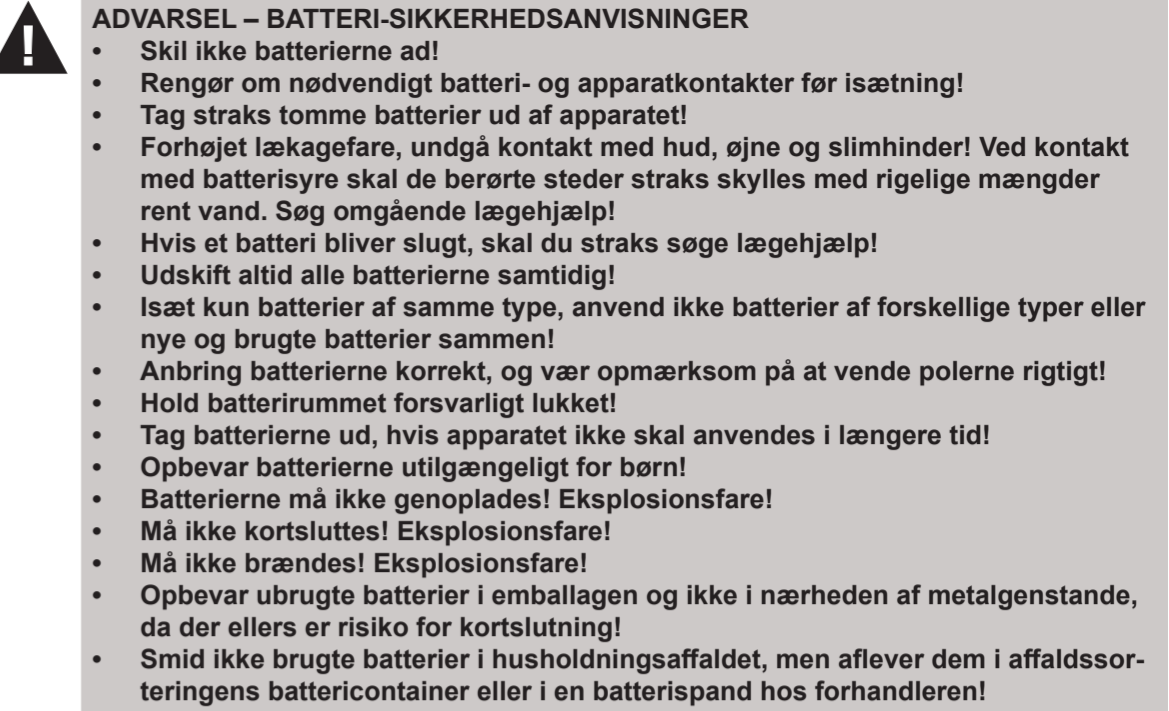 ADVARSEL – BATTERI-SIKKERHEDSANVISNINGER
• Skil ikke batterierne ad!
• Rengør om nødvendigt batteri- og apparatkontakter før isætning!
• Tag straks tomme batterier ud af apparatet!
• Forhøjet lækagefare, undgå kontakt med hud, øjne og slimhinder! Ved kontakt
med batterisyre skal de berørte steder straks skylles med rigelige mængder
rent vand. Søg omgående lægehjælp!
• Hvis et batteri bliver slugt, skal du straks søge lægehjælp!
• Udskift altid alle batterierne samtidig!
• Isæt kun batterier af samme type, anvend ikke batterier af forskellige typer eller
nye og brugte batterier sammen!
• Anbring batterierne korrekt, og vær opmærksom på at vende polerne rigtigt!
• Hold batterirummet forsvarligt lukket!
• Tag batterierne ud, hvis apparatet ikke skal anvendes i længere tid!
• Opbevar batterierne utilgængeligt for børn!
• Batterierne må ikke genoplades! Eksplosionsfare!
• Må ikke kortsluttes! Eksplosionsfare!
• Må ikke brændes! Eksplosionsfare!
• Opbevar ubrugte batterier i emballagen og ikke i nærheden af metalgenstande,
da der ellers er risiko for kortslutning!
• Smid ikke brugte batterier i husholdningsaffaldet, men aflever dem i affaldssor-
teringens battericontainer eller i en batterispand hos forhandleren!